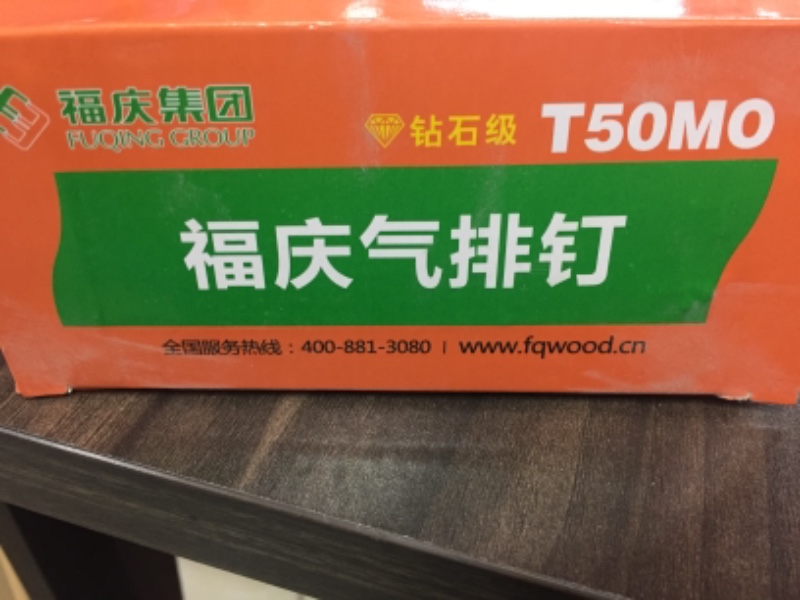 福庆集团
FUQING GROUP
钻石级 T50MO
福庆气排钉
全国服务热线：400-881-3080 | www.fqwood.cn